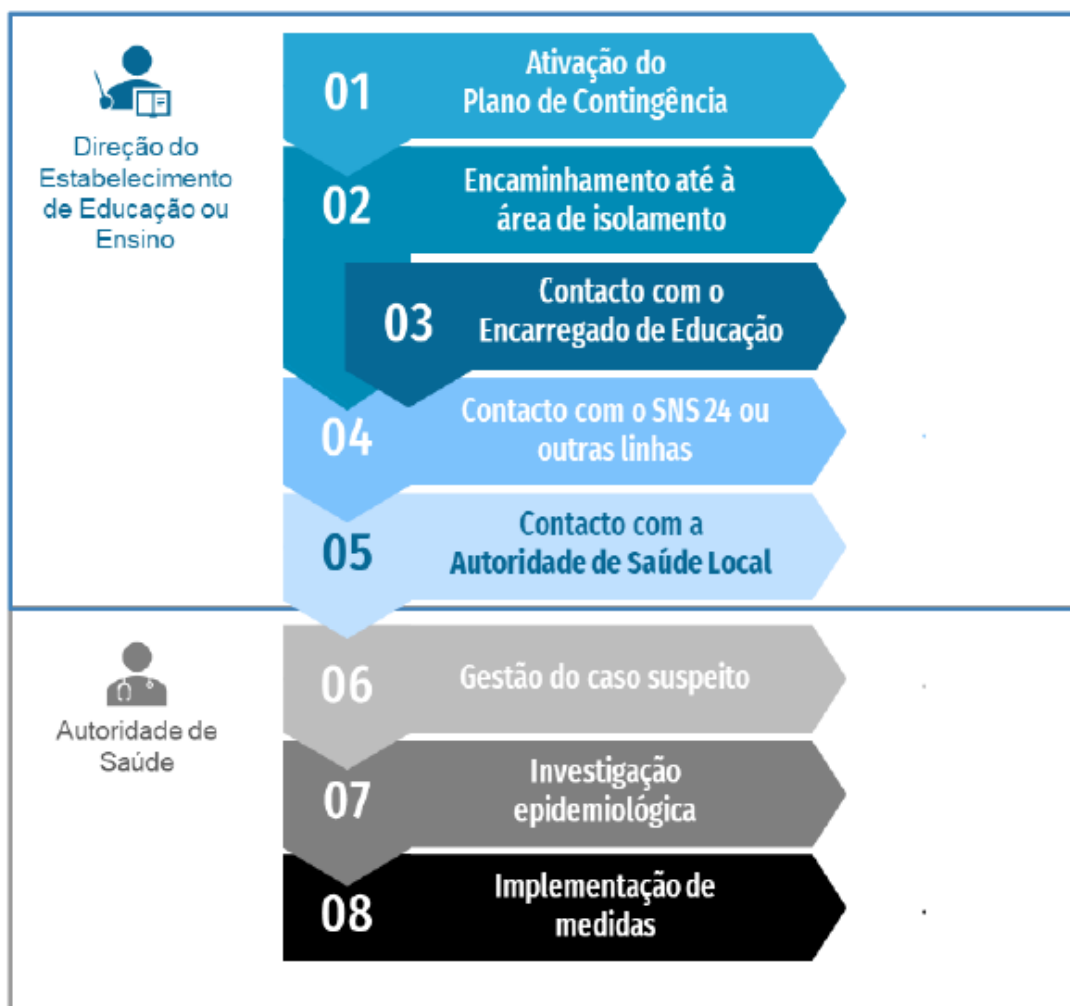 Direção do
Estabelecimento
de Educação ou
Ensino
01
Ativação do
Plano de Contingência
02
Encaminhamento até à
área de isolamento
03
Contacto com o
Encarregado de Educação
04
Contacto com o SNS 24 ou
outras linhas
05
Contacto com a
Autoridade de Saúde Local
Autoridade de
Saúde
06
Gestão do caso suspeito
07
Investigação
epidemiológica
08
Implementação de
medidas